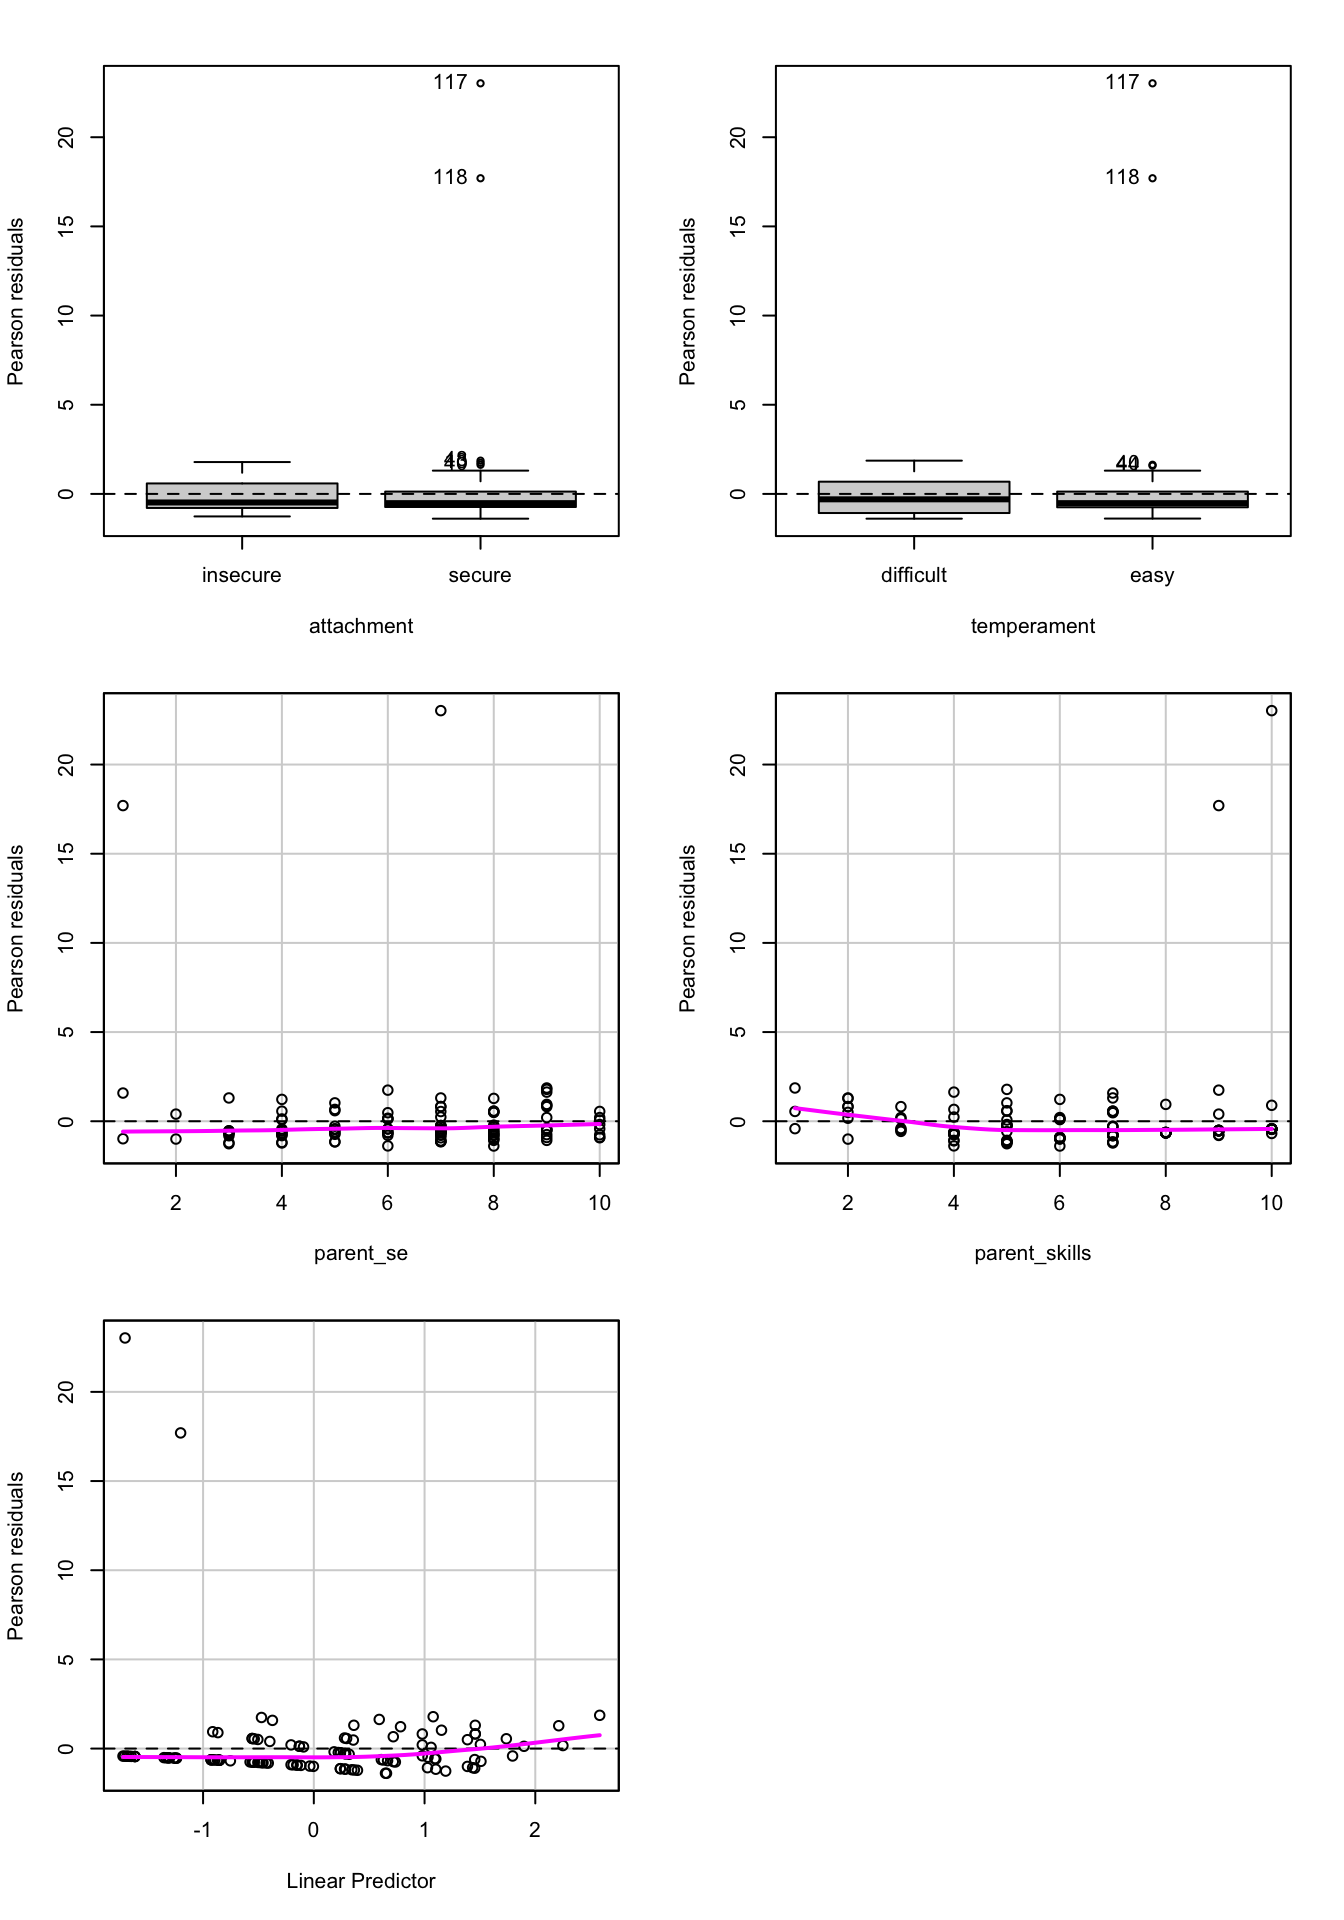 117
117
118
118
40
40
Pearson residuals
0 5 10 15 20
insecure secure
attachment
Pearson residuals
0 5 10 15 20
difficult easy
temperament
Pearson residuals
0 5 10 15 20
2 4 6 8 10
parent_se
Pearson residuals
0 5 10 15 20
2 4 6 8 10
parent_skills
Pearson residuals
0 5 10 15 20
-1 0 1 2
Linear Predictor